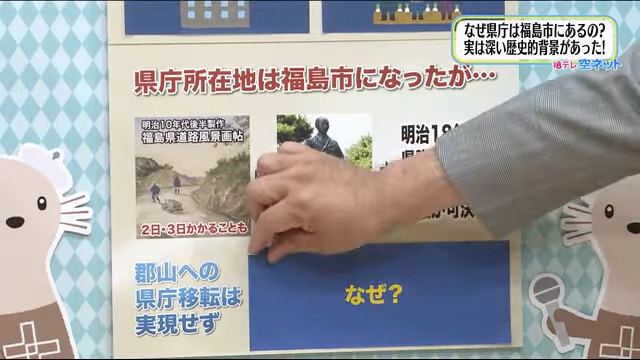 なぜ県庁は福島市にあるの?
実は深い歴史的背景があった!
福テレ 空ネット
県庁所在地は福島市になったが…
明治10年代後半製作
福島県道路風景画帖
2日・3日かかることも
明治18
が可決
郡山への
県庁移転は
実現せず
なぜ?